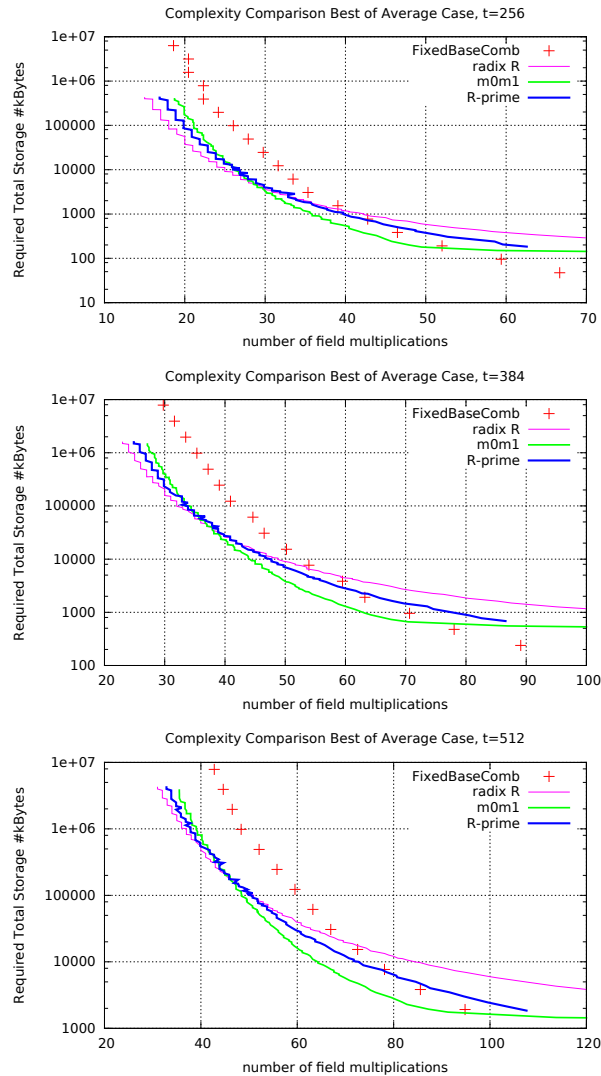 Complexity Comparison Best of Average Case, t=256
1e+07
1e+06
100000
10000
1000
100
10
Required Total Storage #kBytes
FixedBaseComb
radix R
m0m1
R-prime
10 20 30 40 50 60 70
number of field multiplications
Complexity Comparison Best of Average Case, t=384
1e+07
1e+06
100000
10000
1000
100
Required Total Storage #kBytes
FixedBaseComb
radix R
m0m1
R-prime
20 30 40 50 60 70 80 90 100
number of field multiplications
Complexity Comparison Best of Average Case, t=512
1e+07
1e+06
100000
10000
1000
Required Total Storage #kBytes
FixedBaseComb
radix R
m0m1
R-prime
20 40 60 80 100 120
number of field multiplications